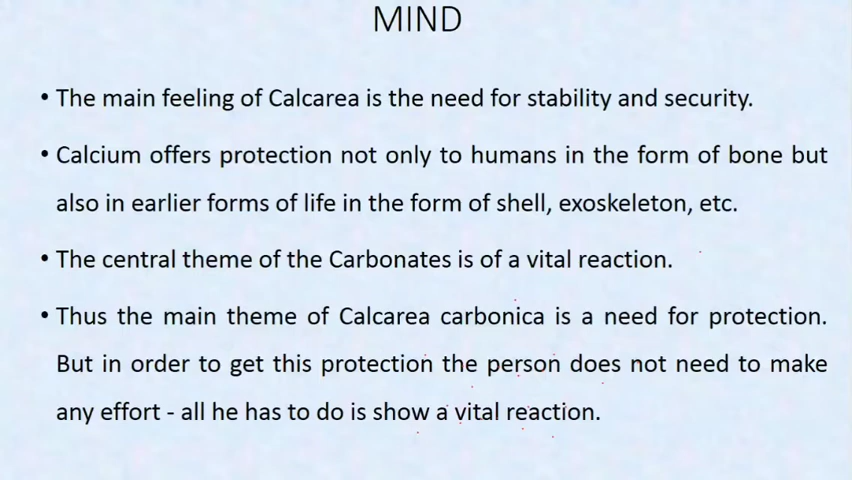 MIND
• The main feeling of Calcarea is the need for stability and security.
• Calcium offers protection not only to humans in the form of bone but
also in earlier forms of life in the form of shell, exoskeleton, etc.
• The central theme of the Carbonates is of a vital reaction.
• Thus the main theme of Calcarea carbonica is a need for protection.
But in order to get this protection the person does not need to make
any effort - all he has to do is show a vital reaction.